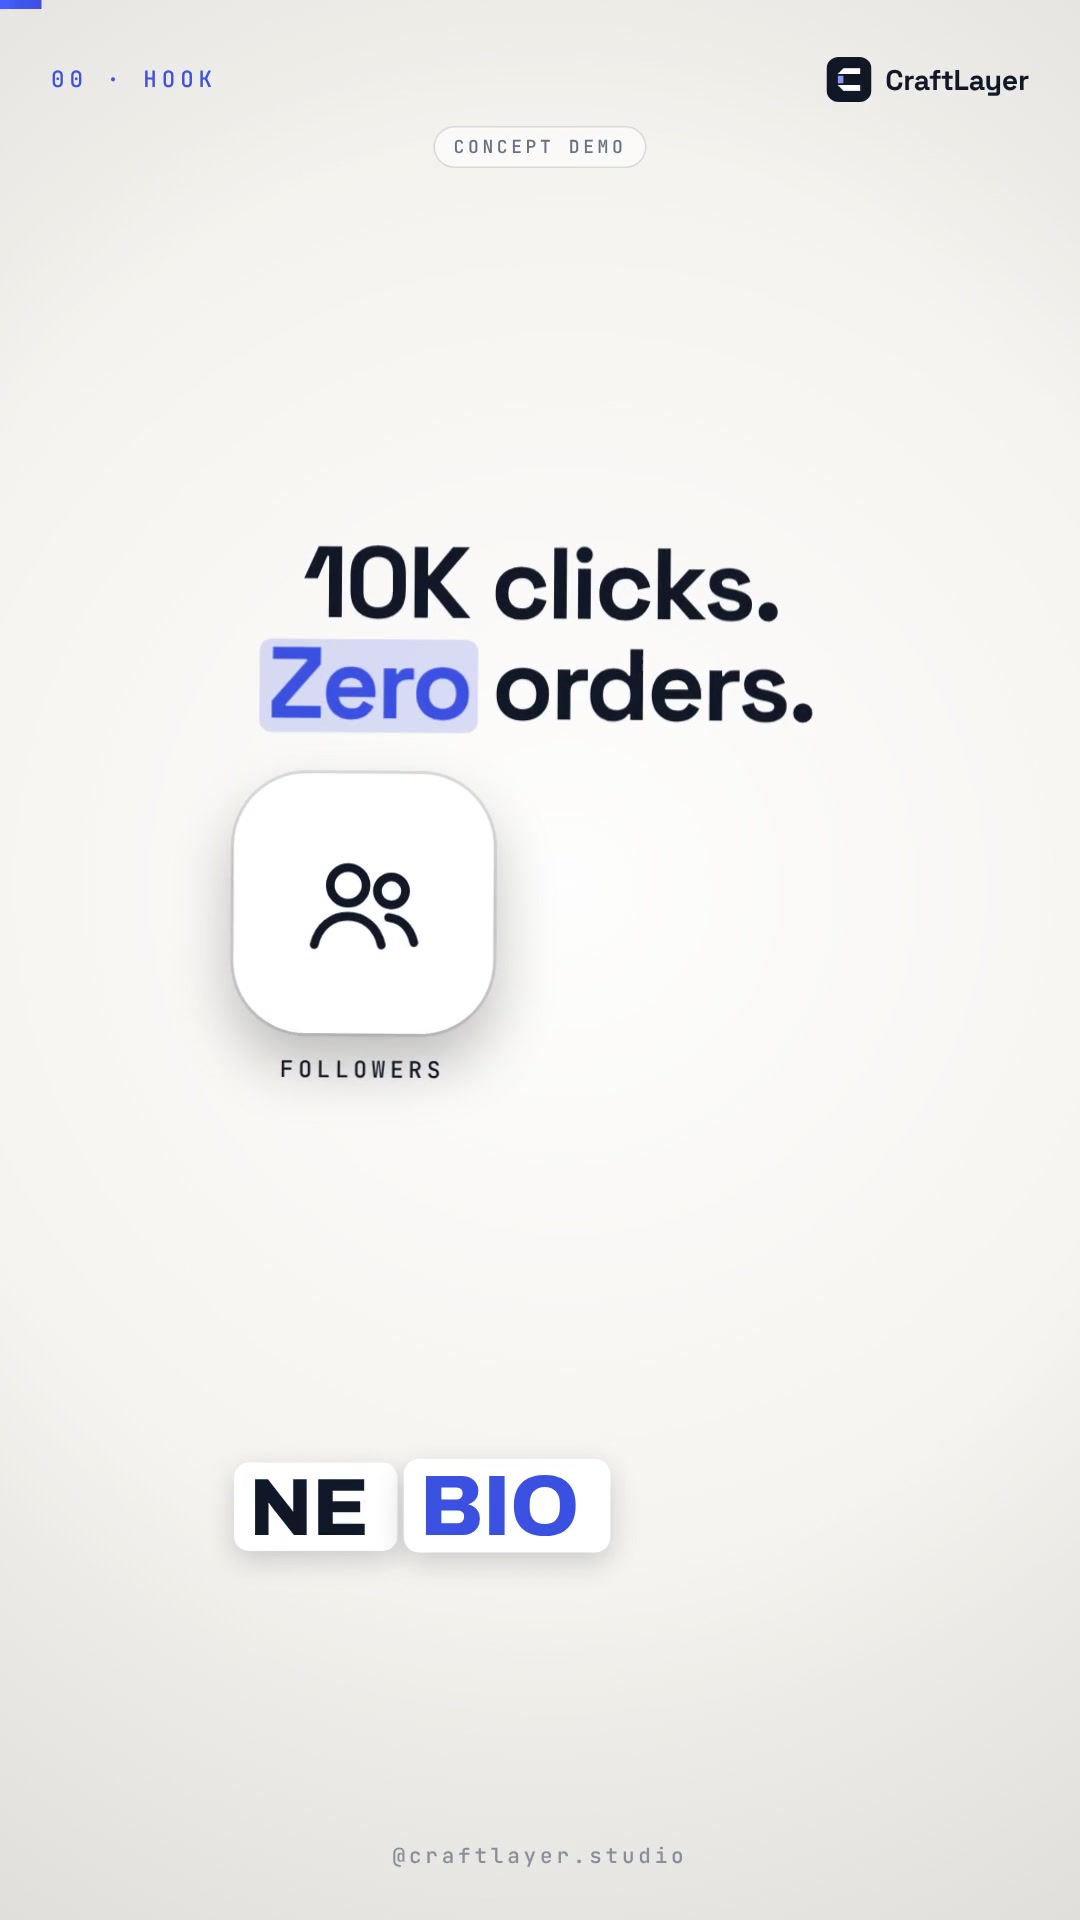 00 · HOOK
CraftLayer
CONCEPT DEMO
10K clicks.
Zero orders.
FOLLOWERS
NE BIO
@craftlayer.studio